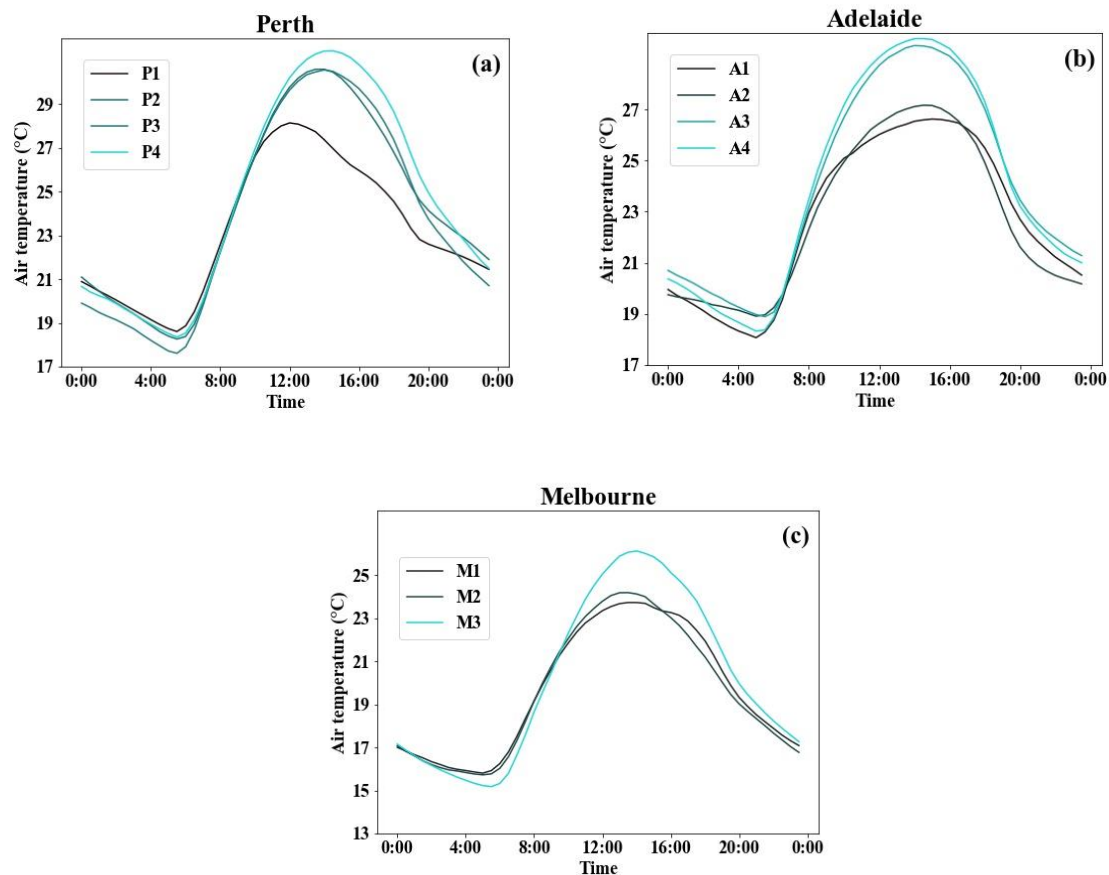 Perth
(a)
P1
P2
P3
P4
Air temperature (°C)
29
27
25
23
21
19
17
0:00 4:00 8:00 12:00 16:00 20:00 0:00
Time
Adelaide
(b)
A1
A2
A3
A4
Air temperature (°C)
27
25
23
21
19
17
0:00 4:00 8:00 12:00 16:00 20:00 0:00
Time
Melbourne
(c)
M1
M2
M3
Air temperature (°C)
25
23
21
19
17
15
13
0:00 4:00 8:00 12:00 16:00 20:00 0:00
Time